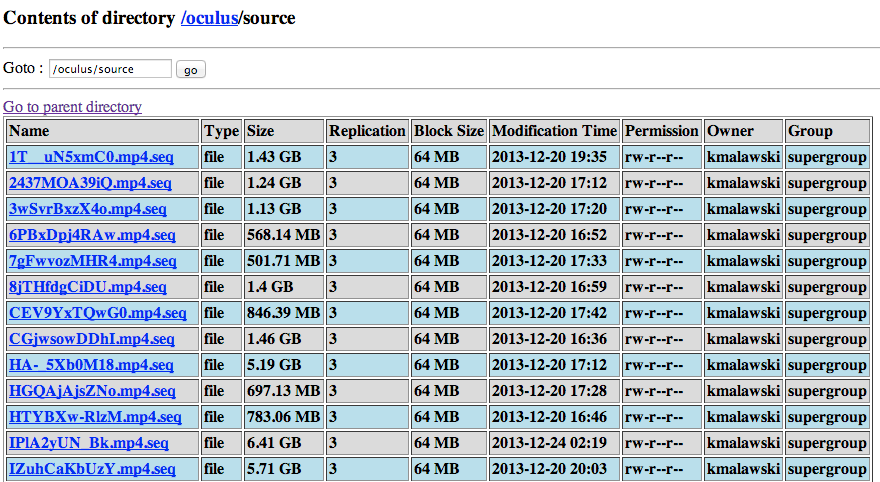 Contents of directory /oculus/source
Goto : /oculus/source go
Go to parent directory
Name Type Size Replication Block Size Modification Time Permission Owner Group
1T__uN5xmC0.mp4.seq file 1.43 GB 3 64 MB 2013-12-20 19:35 rw-r--r-- kmalawski supergroup
2437MOA39iQ.mp4.seq file 1.24 GB 3 64 MB 2013-12-20 17:12 rw-r--r-- kmalawski supergroup
3wSvrBxzX4o.mp4.seq file 1.13 GB 3 64 MB 2013-12-20 17:20 rw-r--r-- kmalawski supergroup
6PBxDpj4RAw.mp4.seq file 568.14 MB 3 64 MB 2013-12-20 16:52 rw-r--r-- kmalawski supergroup
7gFwvozMHR4.mp4.seq file 501.71 MB 3 64 MB 2013-12-20 17:33 rw-r--r-- kmalawski supergroup
8jTHfdgCiDU.mp4.seq file 1.4 GB 3 64 MB 2013-12-20 16:59 rw-r--r-- kmalawski supergroup
CEV9YxTQwG0.mp4.seq file 846.39 MB 3 64 MB 2013-12-20 17:42 rw-r--r-- kmalawski supergroup
CGjwsowDDhI.mp4.seq file 1.46 GB 3 64 MB 2013-12-20 16:36 rw-r--r-- kmalawski supergroup
HA-_5Xb0M18.mp4.seq file 5.19 GB 3 64 MB 2013-12-20 17:12 rw-r--r-- kmalawski supergroup
HGQAjAjsZNo.mp4.seq file 697.13 MB 3 64 MB 2013-12-20 17:28 rw-r--r-- kmalawski supergroup
HTYBXw-RlzM.mp4.seq file 783.06 MB 3 64 MB 2013-12-20 16:46 rw-r--r-- kmalawski supergroup
IPlA2yUN_Bk.mp4.seq file 6.41 GB 3 64 MB 2013-12-24 02:19 rw-r--r-- kmalawski supergroup
IZuhCaKbUzY.mp4.seq file 5.71 GB 3 64 MB 2013-12-20 20:03 rw-r--r-- kmalawski supergroup